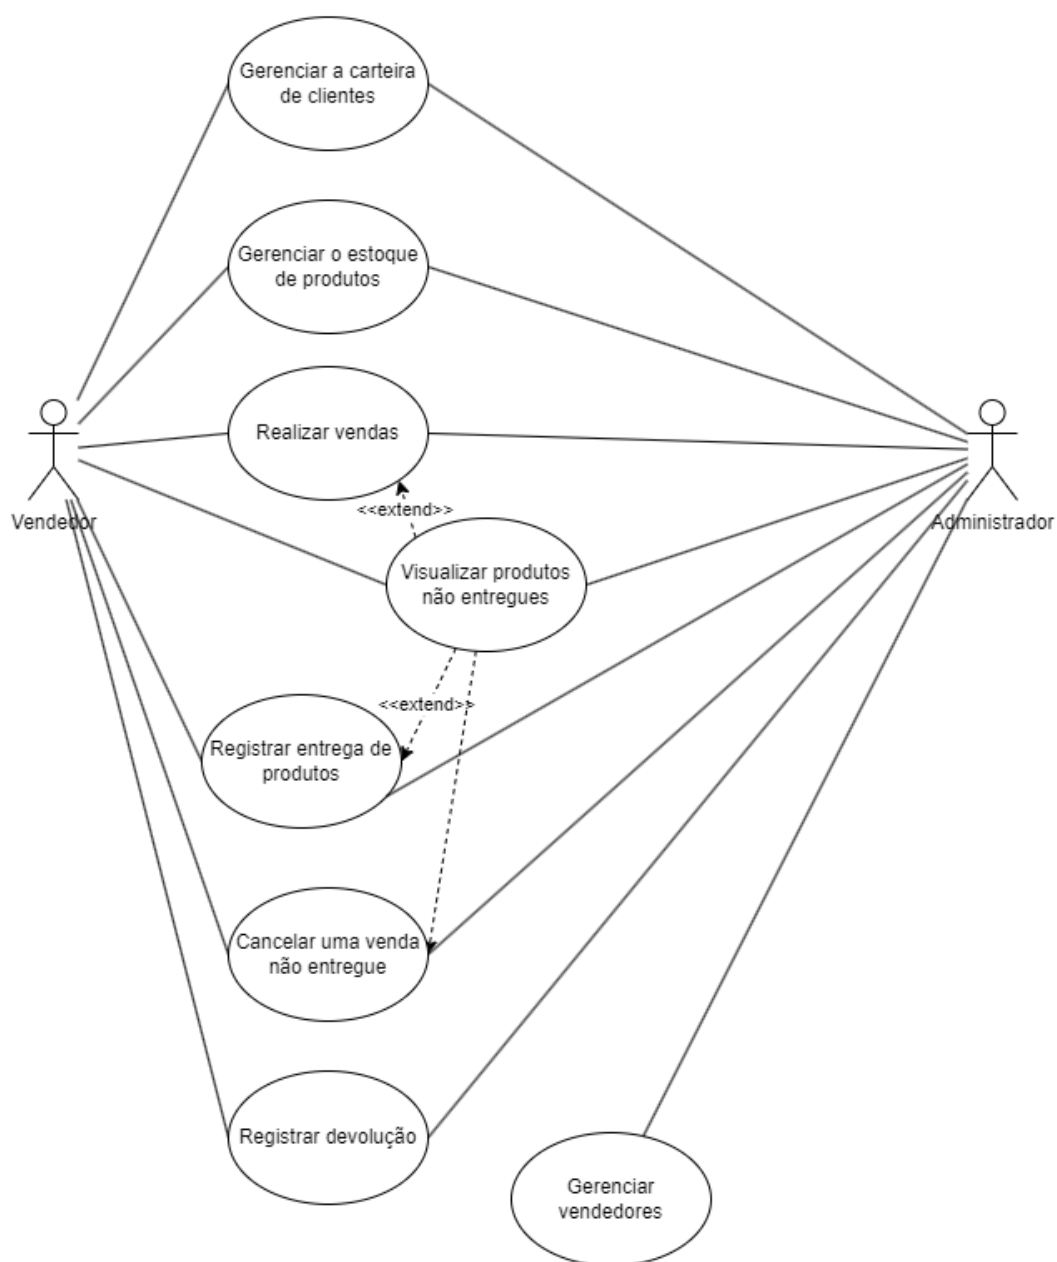 Gerenciar a carteira
de clientes
Gerenciar o estoque
de produtos
Realizar vendas
<<extend>>
Vendedor
Administrador
Visualizar produtos
não entregues
<<extend>>
Registrar entrega de
produtos
Cancelar uma venda
não entregue
Registrar devolução
Gerenciar
vendedores